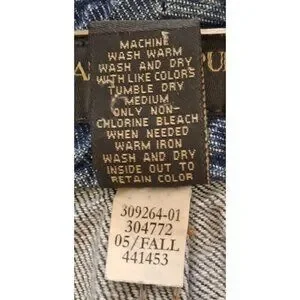 MACHINE
WASH WARM
WASH AND DRY
WITH LIKE COLORS
TUMBLE DRY
MEDIUM
ONLY NON-
CHLORINE BLEACH
WHEN NEEDED
WARM IRON
WASH AND DRY
INSIDE OUT TO
RETAIN COLOR
309264-01
304772
05/FALL
441453